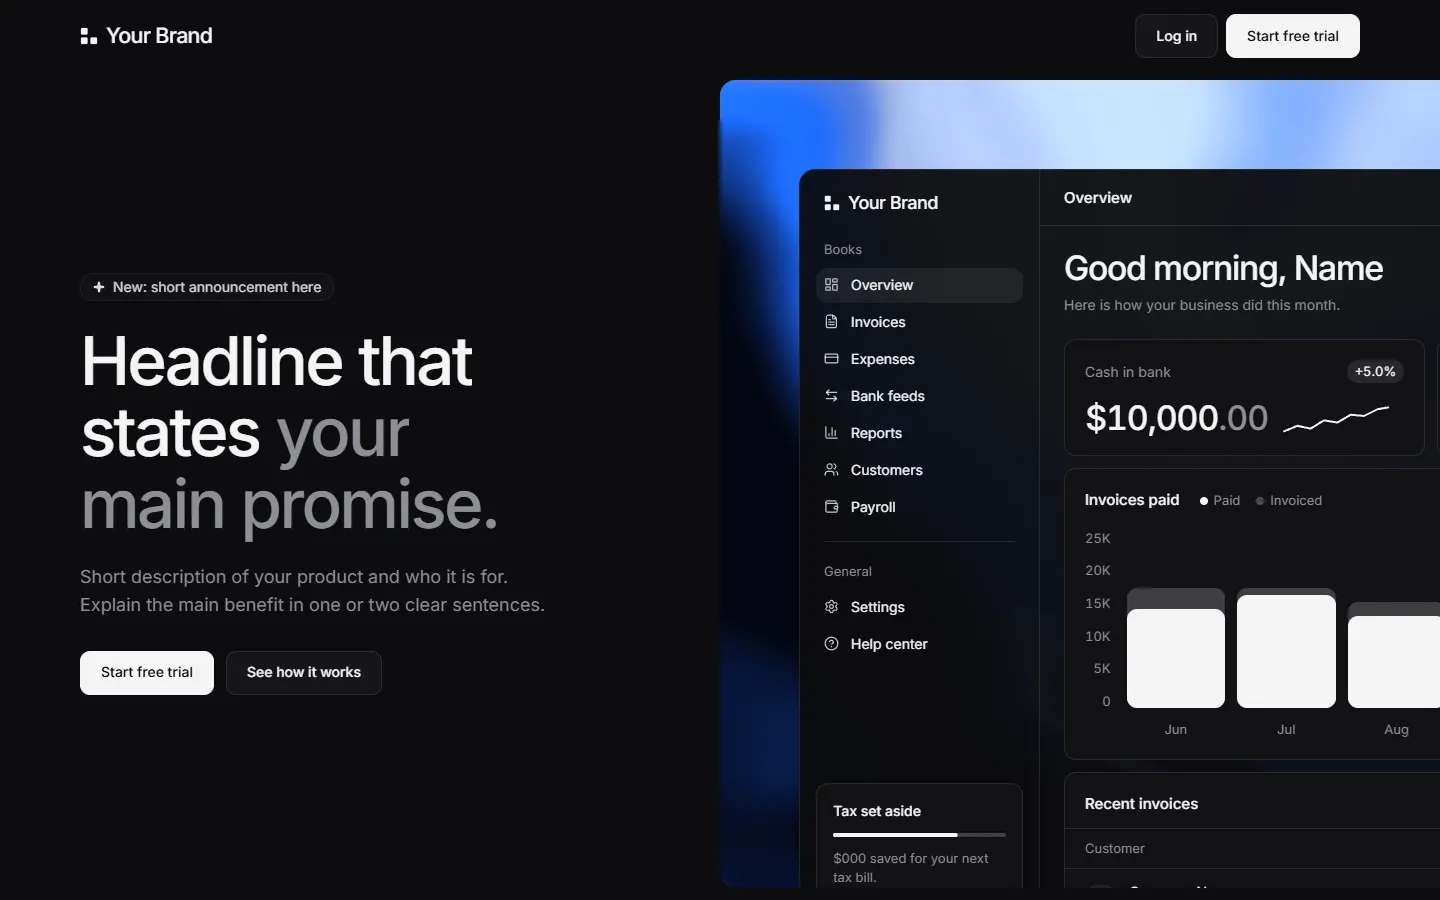 Your Brand
Log in
Start free trial
New: short announcement here
Headline that
states your
main promise.
Short description of your product and who it is for.
Explain the main benefit in one or two clear sentences.
Start free trial
See how it works
Your Brand
Books
Overview
Invoices
Expenses
Bank feeds
Reports
Customers
Payroll
General
Settings
Help center
Tax set aside
$000 saved for your next
tax bill.
Overview
Good morning, Name
Here is how your business did this month.
Cash in bank
+5.0%
$10,000.00
Invoices paid
Paid
Invoiced
25K
20K
15K
10K
5K
0
Jun
Jul
Aug
Recent invoices
Customer